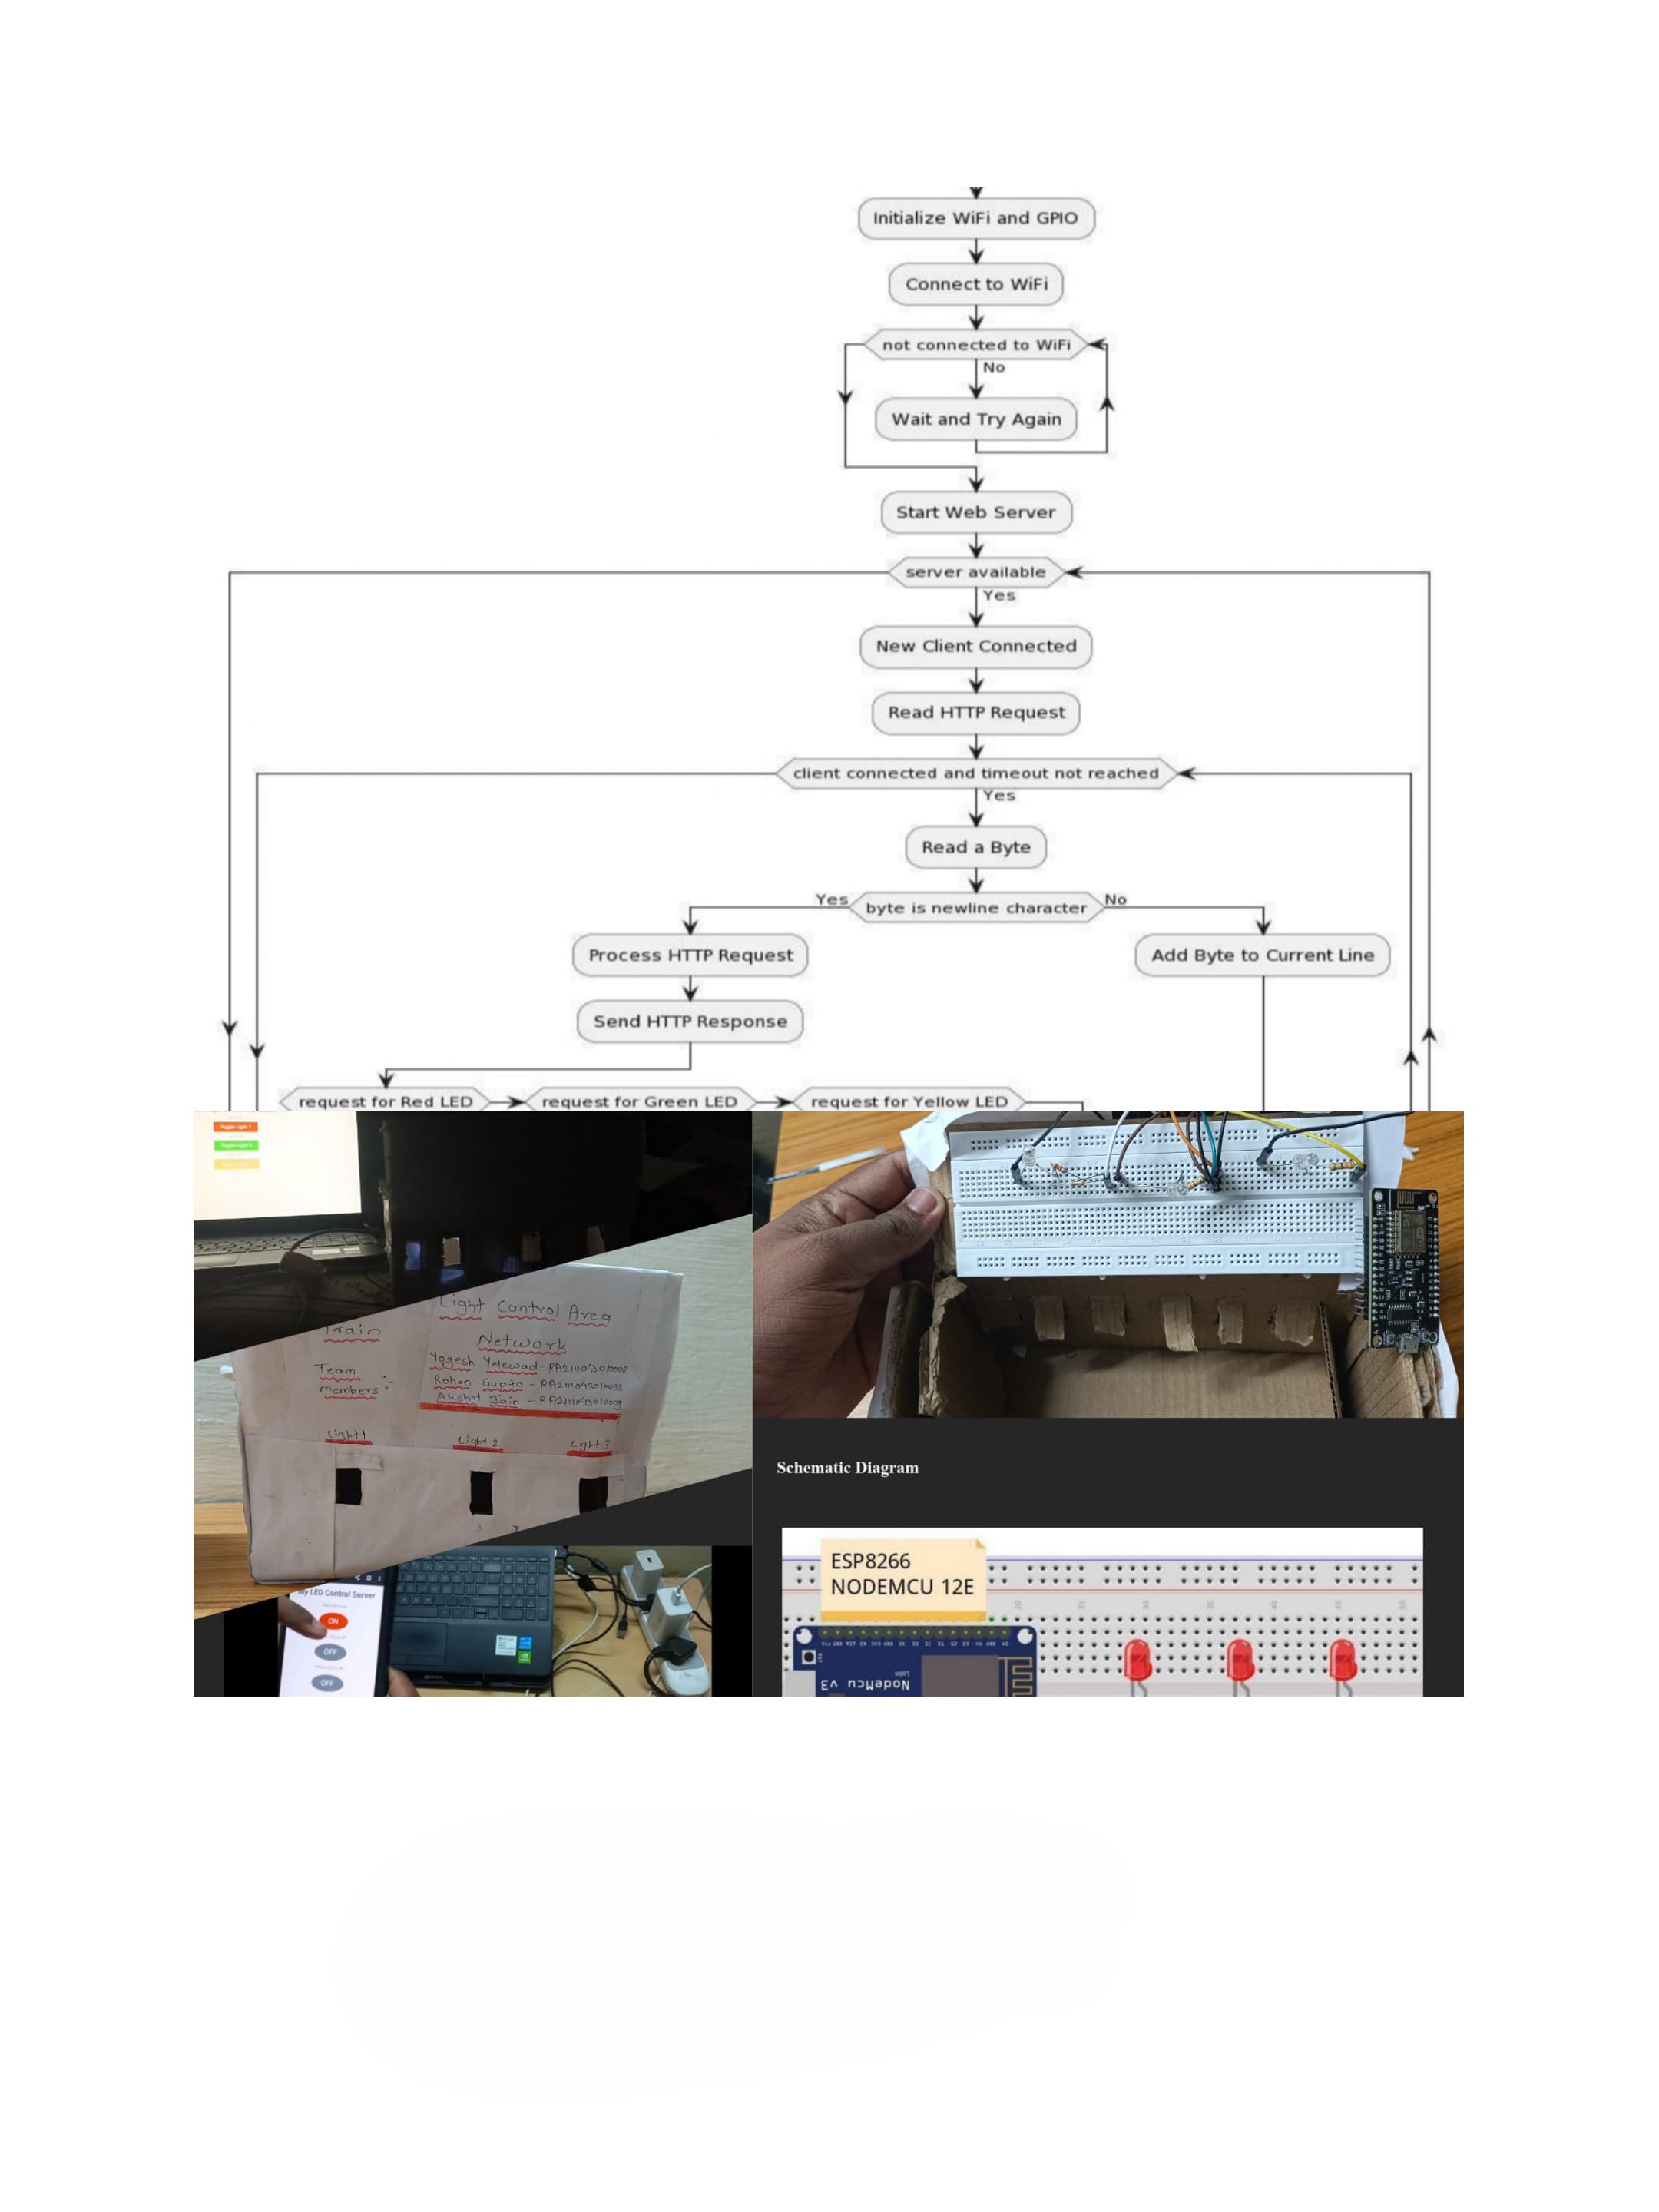 Initialize WiFi and GPIO
Connect to WiFi
not connected to WiFi
No
Wait and Try Again
Start Web Server
server available
Yes
New Client Connected
Read HTTP Request
client connected and timeout not reached
Yes
Read a Byte
Yes
byte is newline character
No
Process HTTP Request
Add Byte to Current Line
Send HTTP Response
request for Red LED
request for Green LED
request for Yellow LED
Toggle Light 1
Toggle Light 2
Light Control Area
Train
Network
Team
members:-
Yogesh Yelewad-
Rohan Gupta -
Akshat Jain -
Light 1
Light 2
Light 3
My LED Control Server
ON
OFF
OFF
Schematic Diagram
ESP8266
NODEMCU 12E
NodeMcu v3
Lolin